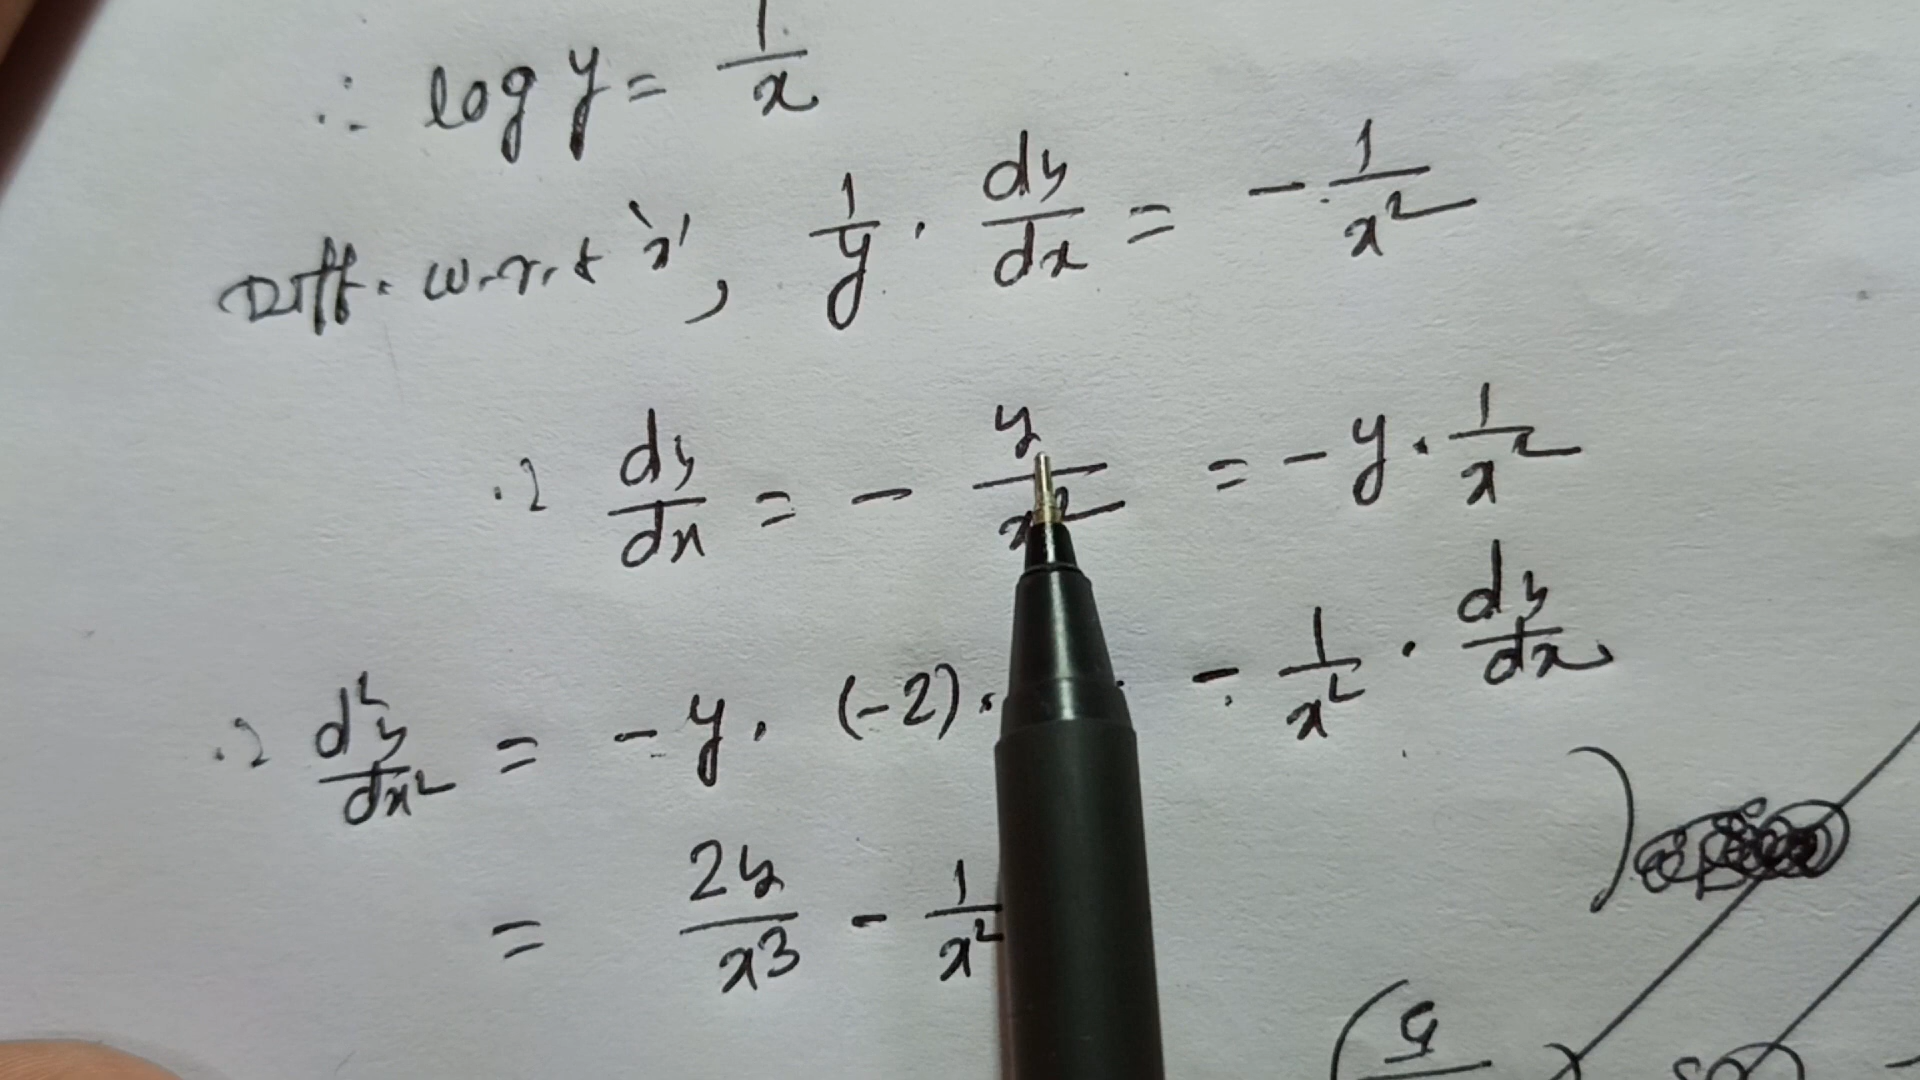 ∴ log y = 1/x
Diff. w.r.t 'x', 1/y · dy/dx = - 1/x²
∴ dy/dx = - y/x² = - y · 1/x²
∴ d²y/dx² = - y · (-2) · - 1/x² · dy/dx
= 2y/x3 - 1/x²